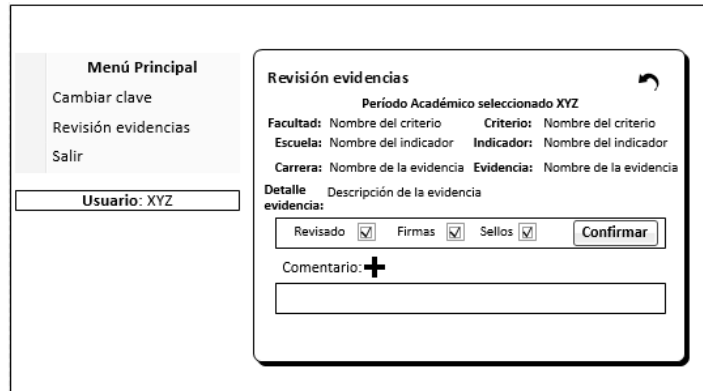 Menú Principal
Cambiar clave
Revisión evidencias
Salir
Usuario: XYZ
Revisión evidencias
Período Académico seleccionado XYZ
Facultad: Nombre del criterio Criterio: Nombre del criterio
Escuela: Nombre del indicador Indicador: Nombre del indicador
Carrera: Nombre de la evidencia Evidencia: Nombre de la evidencia
Detalle evidencia: Descripción de la evidencia
Revisado Firmas Sellos Confirmar
Comentario: